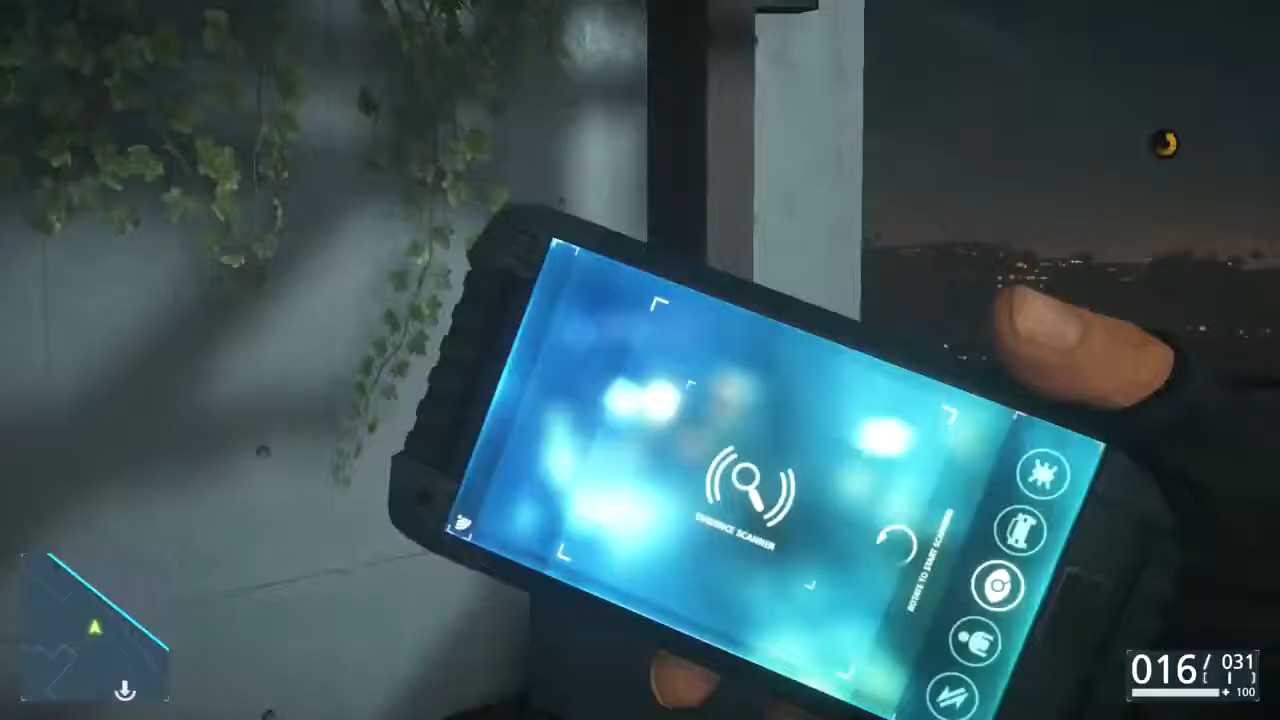 EVIDENCE SCANNER
ROTATE TO START SCANNING
A
016/ 031
+ 100